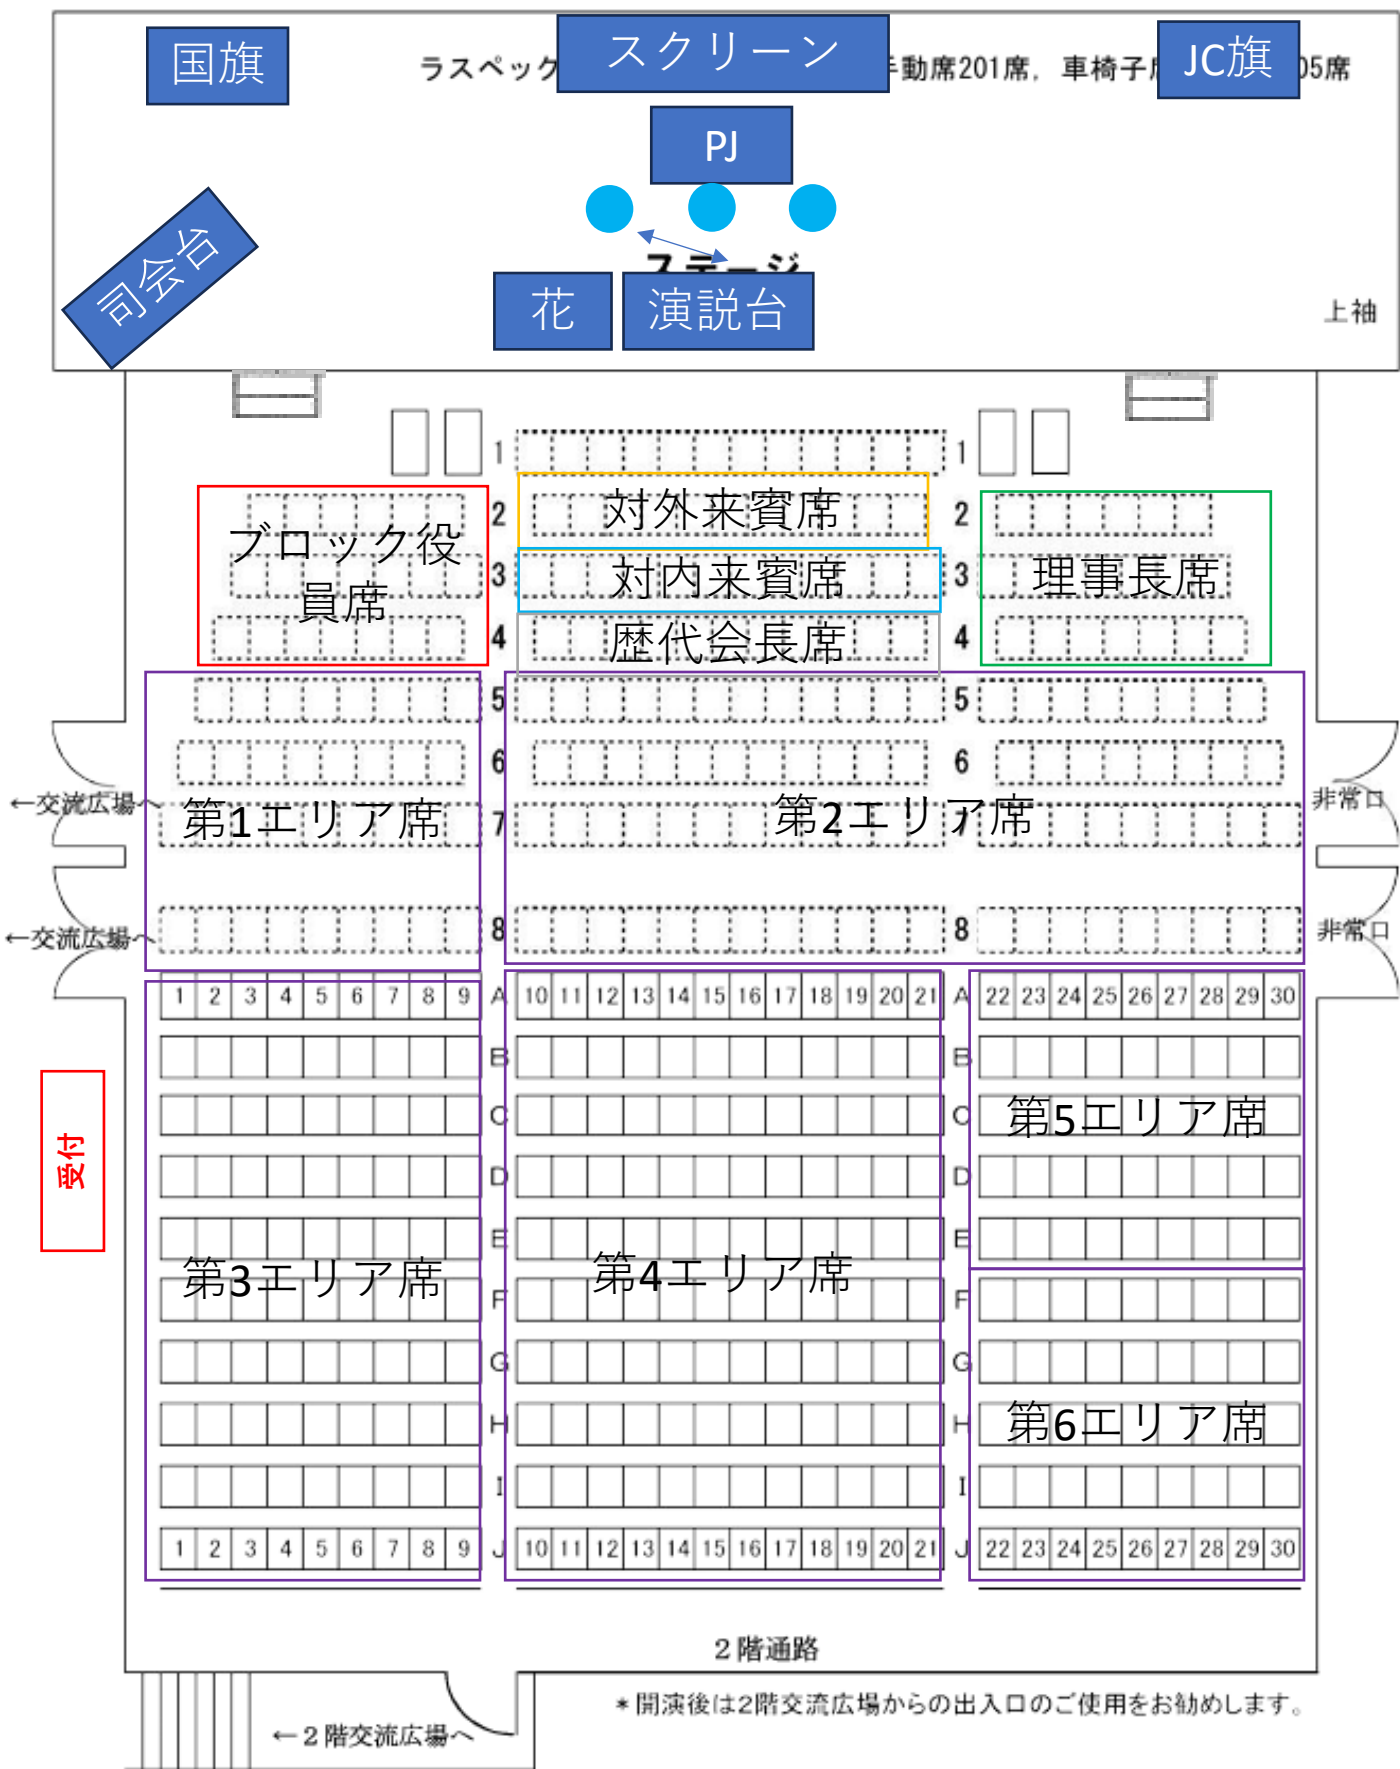 国旗
スクリーン
JC旗
ラスペック
手動席201席，車椅子
05席
PJ
司会台
ステージ
花
演説台
上袖
1 1
2 対外来賓席 2
ブロック役
員席
3 対内来賓席 3 理事長席
4 歴代会長席 4
5 5
6 6
←交流広場へ
第1エリア席 7 第2エリア席 7
非常口
←交流広場へ
8 8
非常口
1 2 3 4 5 6 7 8 9 A 10 11 12 13 14 15 16 17 18 19 20 21 A 22 23 24 25 26 27 28 29 30
B B
C C 第5エリア席
受付
D D
E E
第3エリア席 第4エリア席
F F
G G
H H 第6エリア席
I I
1 2 3 4 5 6 7 8 9 J 10 11 12 13 14 15 16 17 18 19 20 21 J 22 23 24 25 26 27 28 29 30
2階通路
*開演後は2階交流広場からの出入口のご使用をお勧めします。
←2階交流広場へ